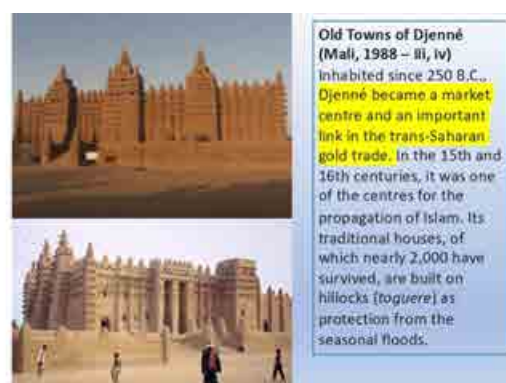 Old Towns of Djenné
(Mali, 1988 – iii, iv)
Inhabited since 250 B.C.,
Djenné became a market
centre and an important
link in the trans-Saharan
gold trade. In the 15th and
16th centuries, it was one
of the centres for the
propagation of Islam. Its
traditional houses, of
which nearly 2,000 have
survived, are built on
hillocks (toguere) as
protection from the
seasonal floods.